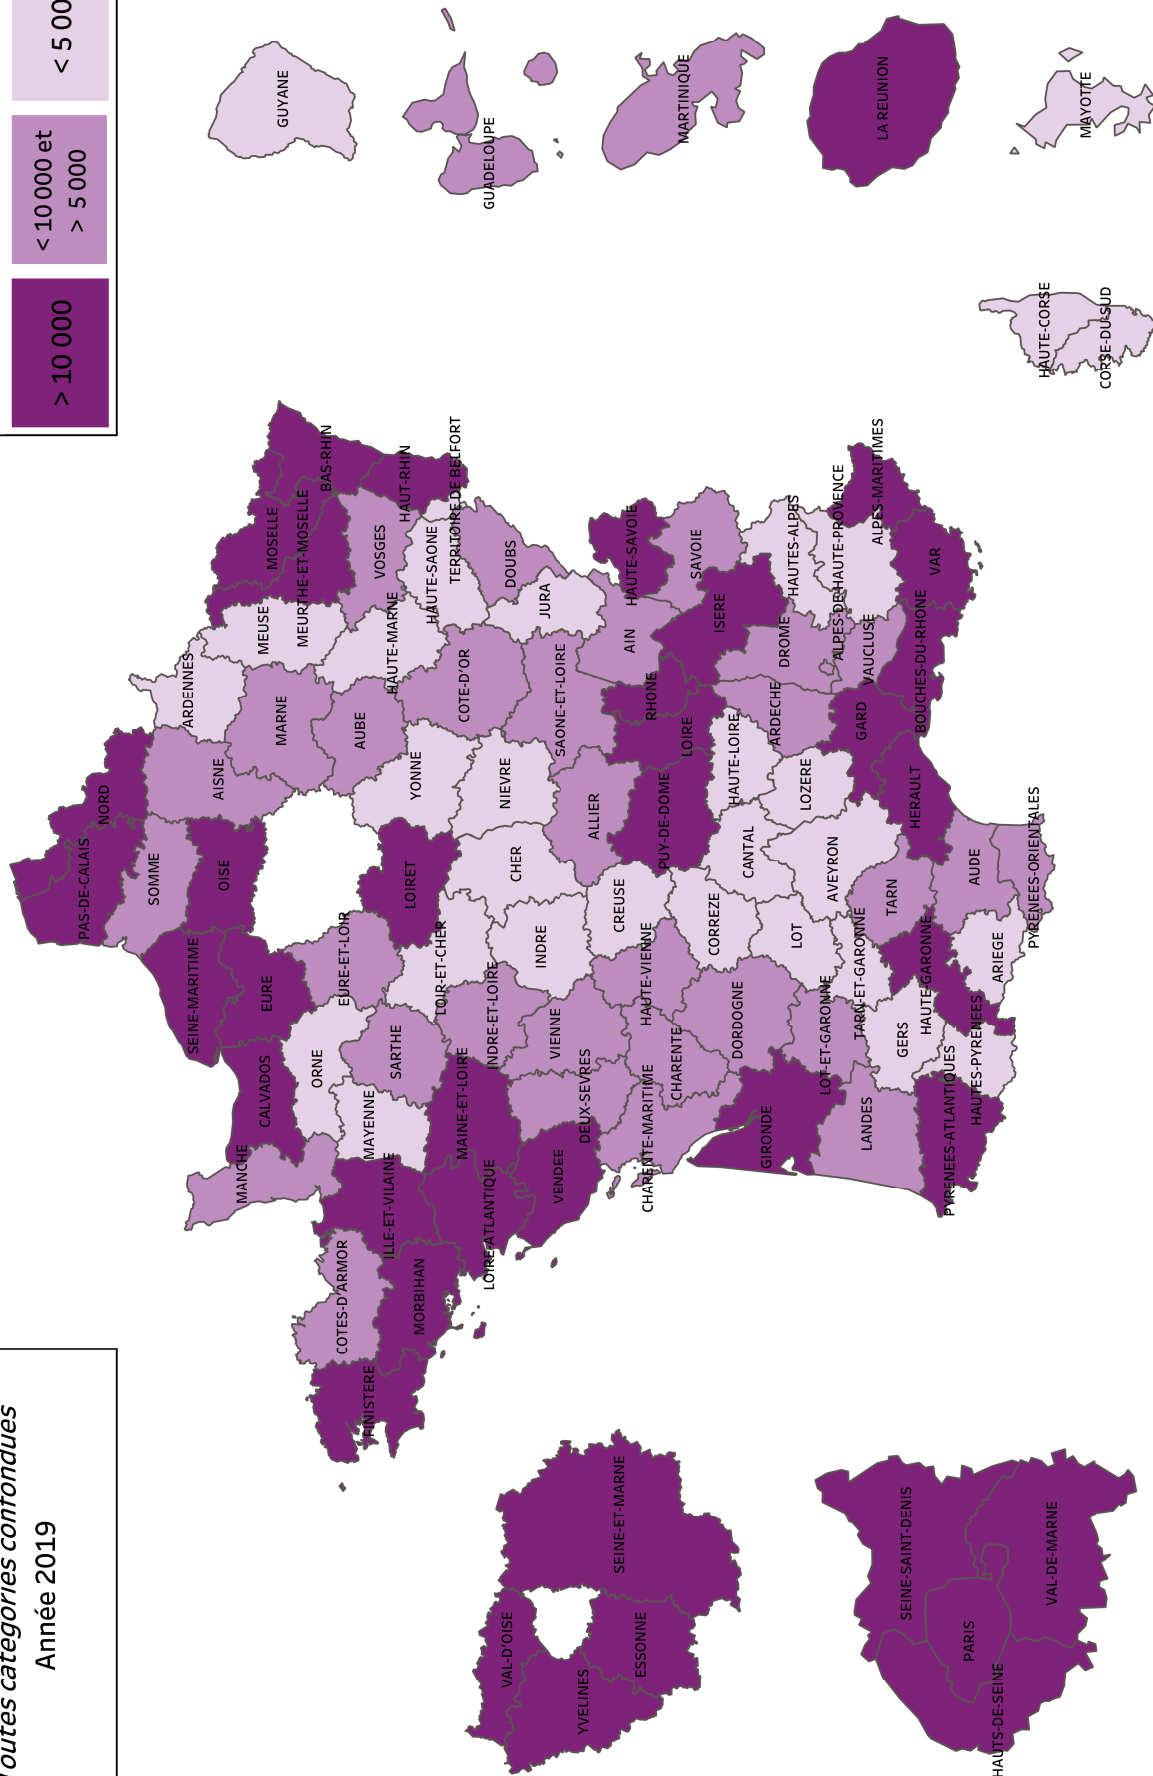 outes catégories confondues
Année 2019
> 10 000
< 10 000 et
> 5 000
< 5 00
GUYANE
GUADELOUPE
MARTINIQUE
LA REUNION
MAYOTTE
HAUTE-CORSE
CORSE-DU-SUD
NORD
PAS-DE-CALAIS
SOMME
AISNE
ARDENNES
OISE
SEINE-MARITIME
EURE
CALVADOS
MANCHE
ORNE
EURE-ET-LOIR
MARNE
MEUSE
MOSELLE
MEURTHE-ET-MOSELLE
BAS-RHIN
HAUT-RHIN
VOSGES
AUBE
HAUTE-MARNE
HAUTE-SAONE
TERRITOIRE DE BELFORT
DOUBS
JURA
COTE-D'OR
YONNE
NIEVRE
SAONE-ET-LOIRE
LOIRET
LOIR-ET-CHER
CHER
INDRE
INDRE-ET-LOIRE
SARTHE
MAYENNE
MAINE-ET-LOIRE
ILLE-ET-VILAINE
COTES-D'ARMOR
FINISTERE
MORBIHAN
LOIRE-ATLANTIQUE
VENDEE
DEUX-SEVRES
VIENNE
HAUTE-VIENNE
CREUSE
ALLIER
PUY-DE-DOME
LOIRE
RHONE
AIN
HAUTE-SAVOIE
SAVOIE
ISERE
CHARENTE-MARITIME
CHARENTE
DORDOGNE
CORREZE
CANTAL
HAUTE-LOIRE
ARDECHE
DROME
HAUTES-ALPES
ALPES-DE-HAUTE-PROVENCE
ALPES-MARITIMES
VAR
VAUCLUSE
BOUCHES-DU-RHONE
GARD
LOZERE
HERAULT
AVEYRON
LOT
LOT-ET-GARONNE
GIRONDE
LANDES
TARN-ET-GARONNE
TARN
GERS
HAUTE-GARONNE
AUDE
ARIEGE
PYRENEES-ORIENTALES
HAUTES-PYRENEES
PYRENEES-ATLANTIQUES
VAL-D'OISE
YVELINES
ESSONNE
SEINE-ET-MARNE
SEINE-SAINT-DENIS
PARIS
HAUTS-DE-SEINE
VAL-DE-MARNE